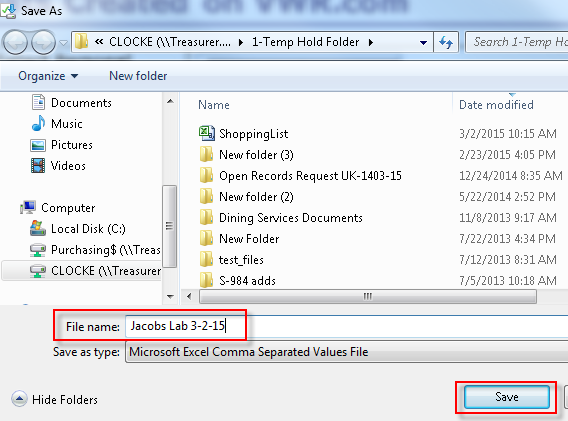 Created on VWR.com
Save As
« CLOCKE (\\Treasurer.... ▸ 1-Temp Hold Folder ▸
Search 1-Temp H
Organize
New folder
Documents
Music
Pictures
Videos
Computer
Local Disk (C:)
Purchasing$ (\\Treas
CLOCKE (\\Treasurer
Name Date modified
ShoppingList 3/2/2015 10:15 AM
New folder (3) 2/23/2015 4:05 PM
Open Records Request UK-1403-15 12/24/2014 8:35 AM
New folder (2) 5/22/2014 2:52 PM
Dining Services Documents 11/8/2013 9:17 AM
New Folder 7/22/2013 4:34 PM
test_files 7/12/2013 8:11 AM
S-984 adds 7/5/2013 10:18 AM
File name: Jacobs Lab 3-2-15
Save as type: Microsoft Excel Comma Separated Values File
Hide Folders
Save